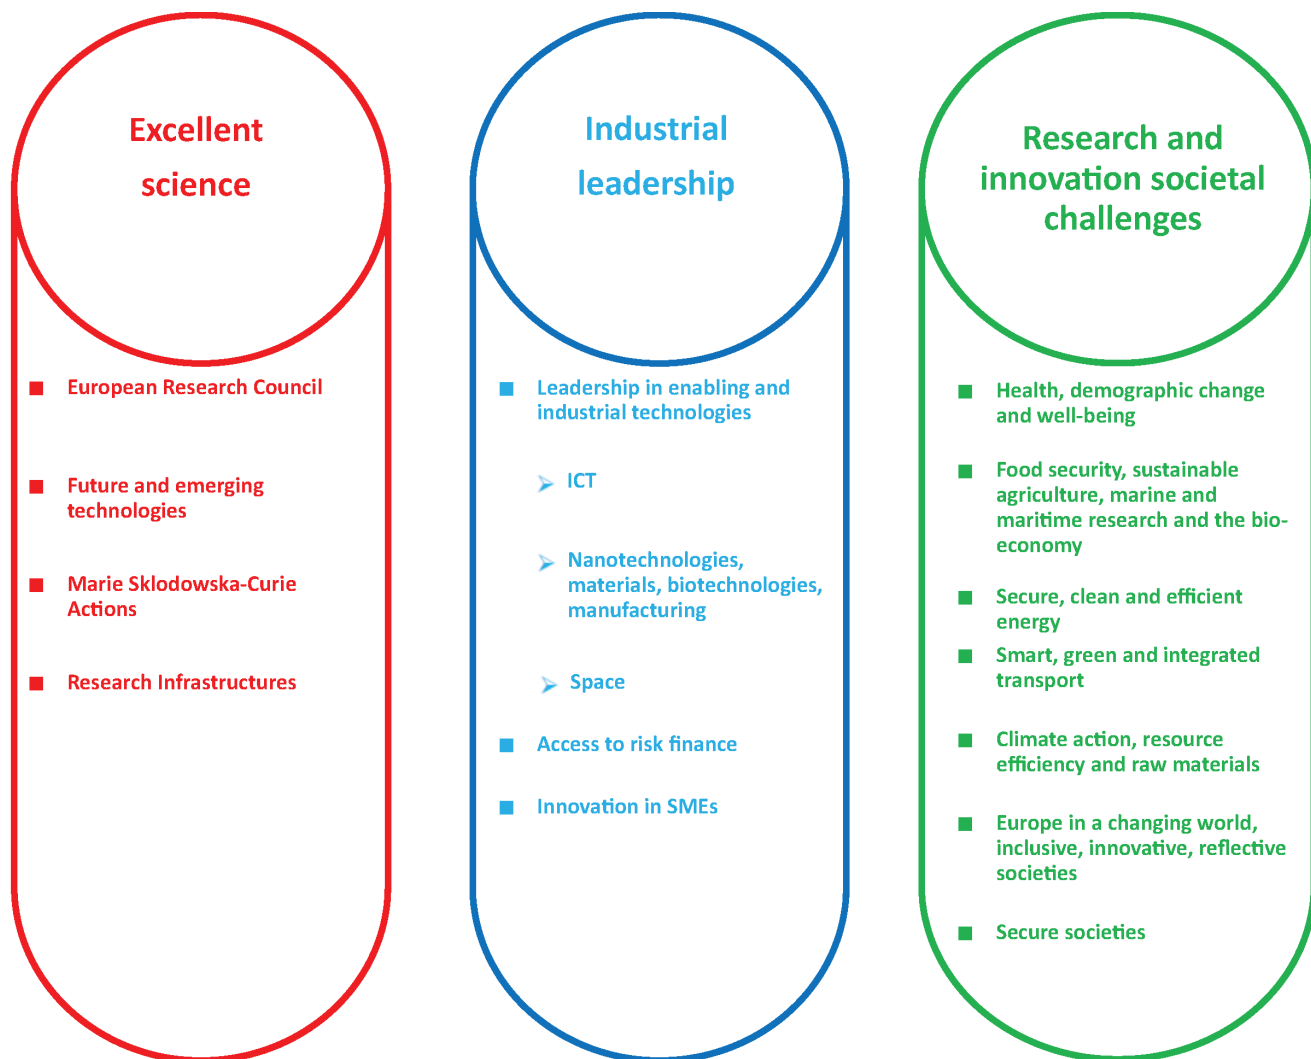 Excellent
science
European Research Council
Future and emerging
technologies
Marie Sklodowska-Curie
Actions
Research Infrastructures
Industrial
leadership
Leadership in enabling and
industrial technologies
ICT
Nanotechnologies,
materials, biotechnologies,
manufacturing
Space
Access to risk finance
Innovation in SMEs
Research and
innovation societal
challenges
Health, demographic change
and well-being
Food security, sustainable
agriculture, marine and
maritime research and the bio-
economy
Secure, clean and efficient
energy
Smart, green and integrated
transport
Climate action, resource
efficiency and raw materials
Europe in a changing world,
inclusive, innovative, reflective
societies
Secure societies